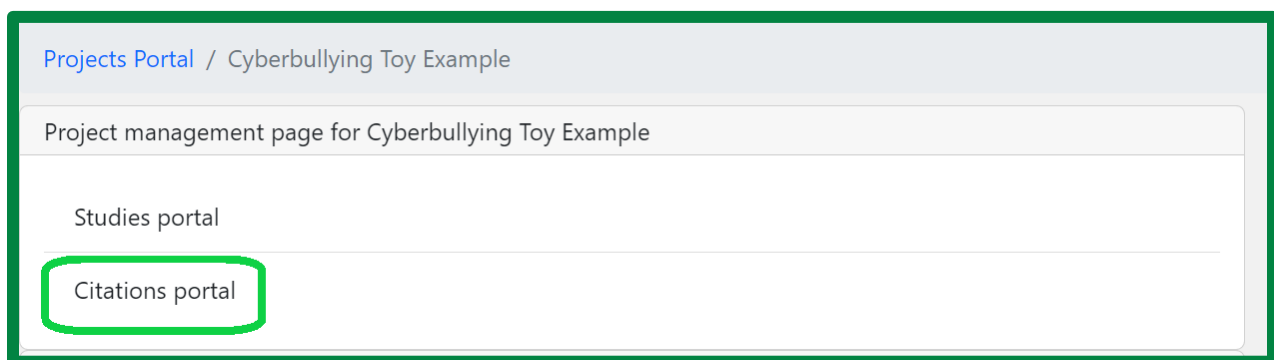 Projects Portal / Cyberbullying Toy Example
Project management page for Cyberbullying Toy Example
Studies portal
Citations portal